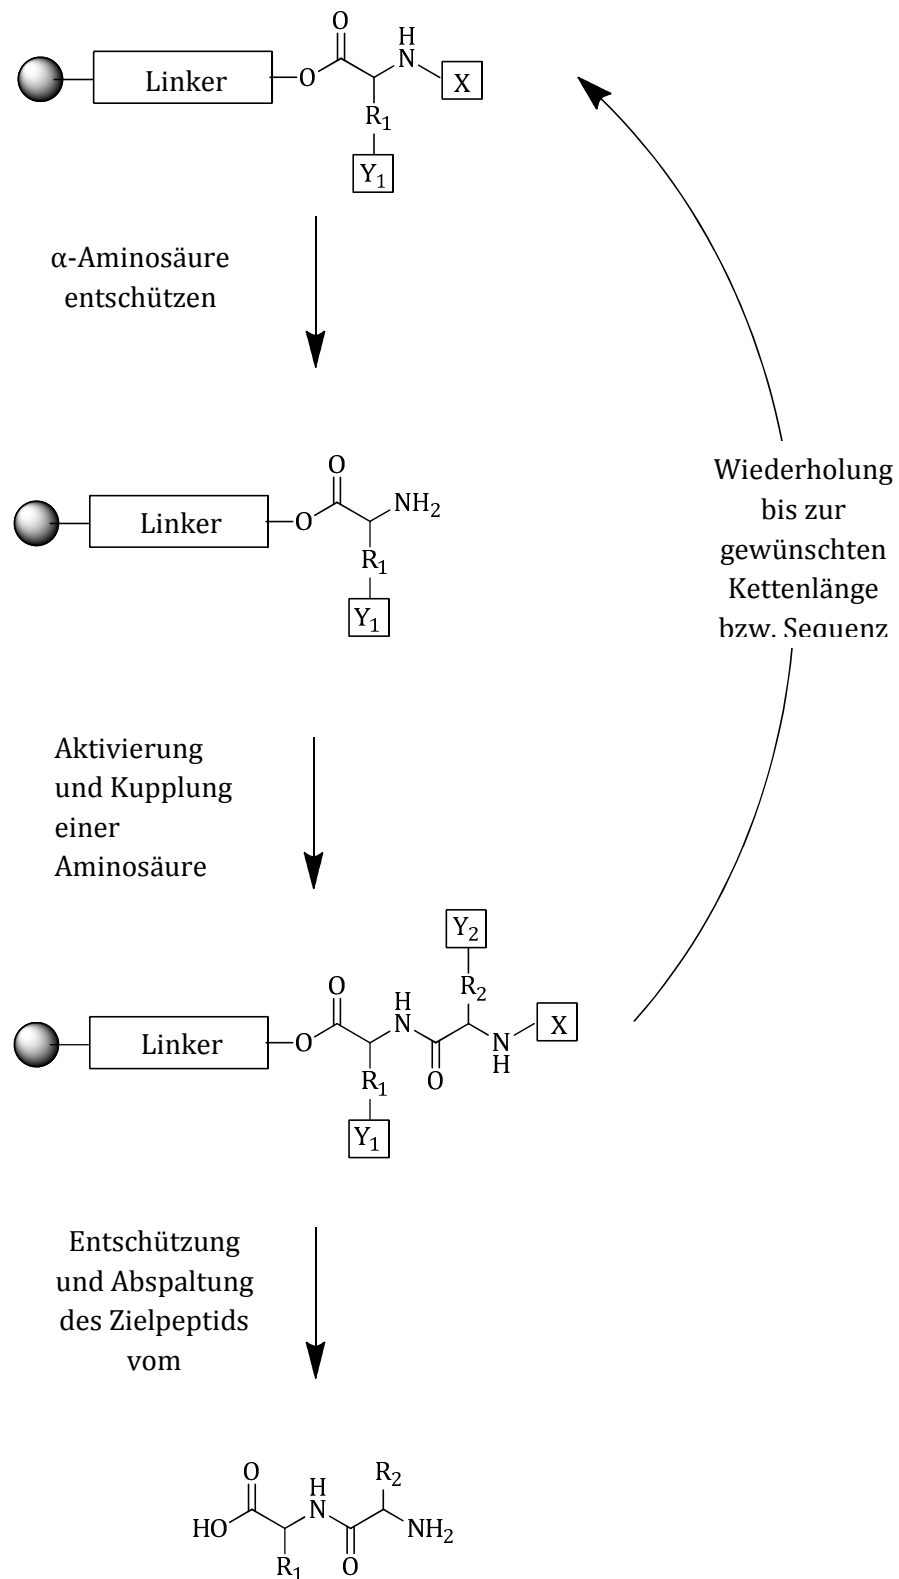 O
H
Linker
O
N
X
R1
Y1
α-Aminosäure
entschützen
O
Linker
O
NH2
R1
Y1
Wiederholung
bis zur
gewünschten
Kettenlänge
bzw. Sequenz
Aktivierung
und Kupplung
einer
Aminosäure
Y2
R2
O
H
N
X
Linker
O
N
H
R1
O
Y1
Entschützung
und Abspaltung
des Zielpeptids
vom
O
H
R2
N
HO
NH2
R1
O